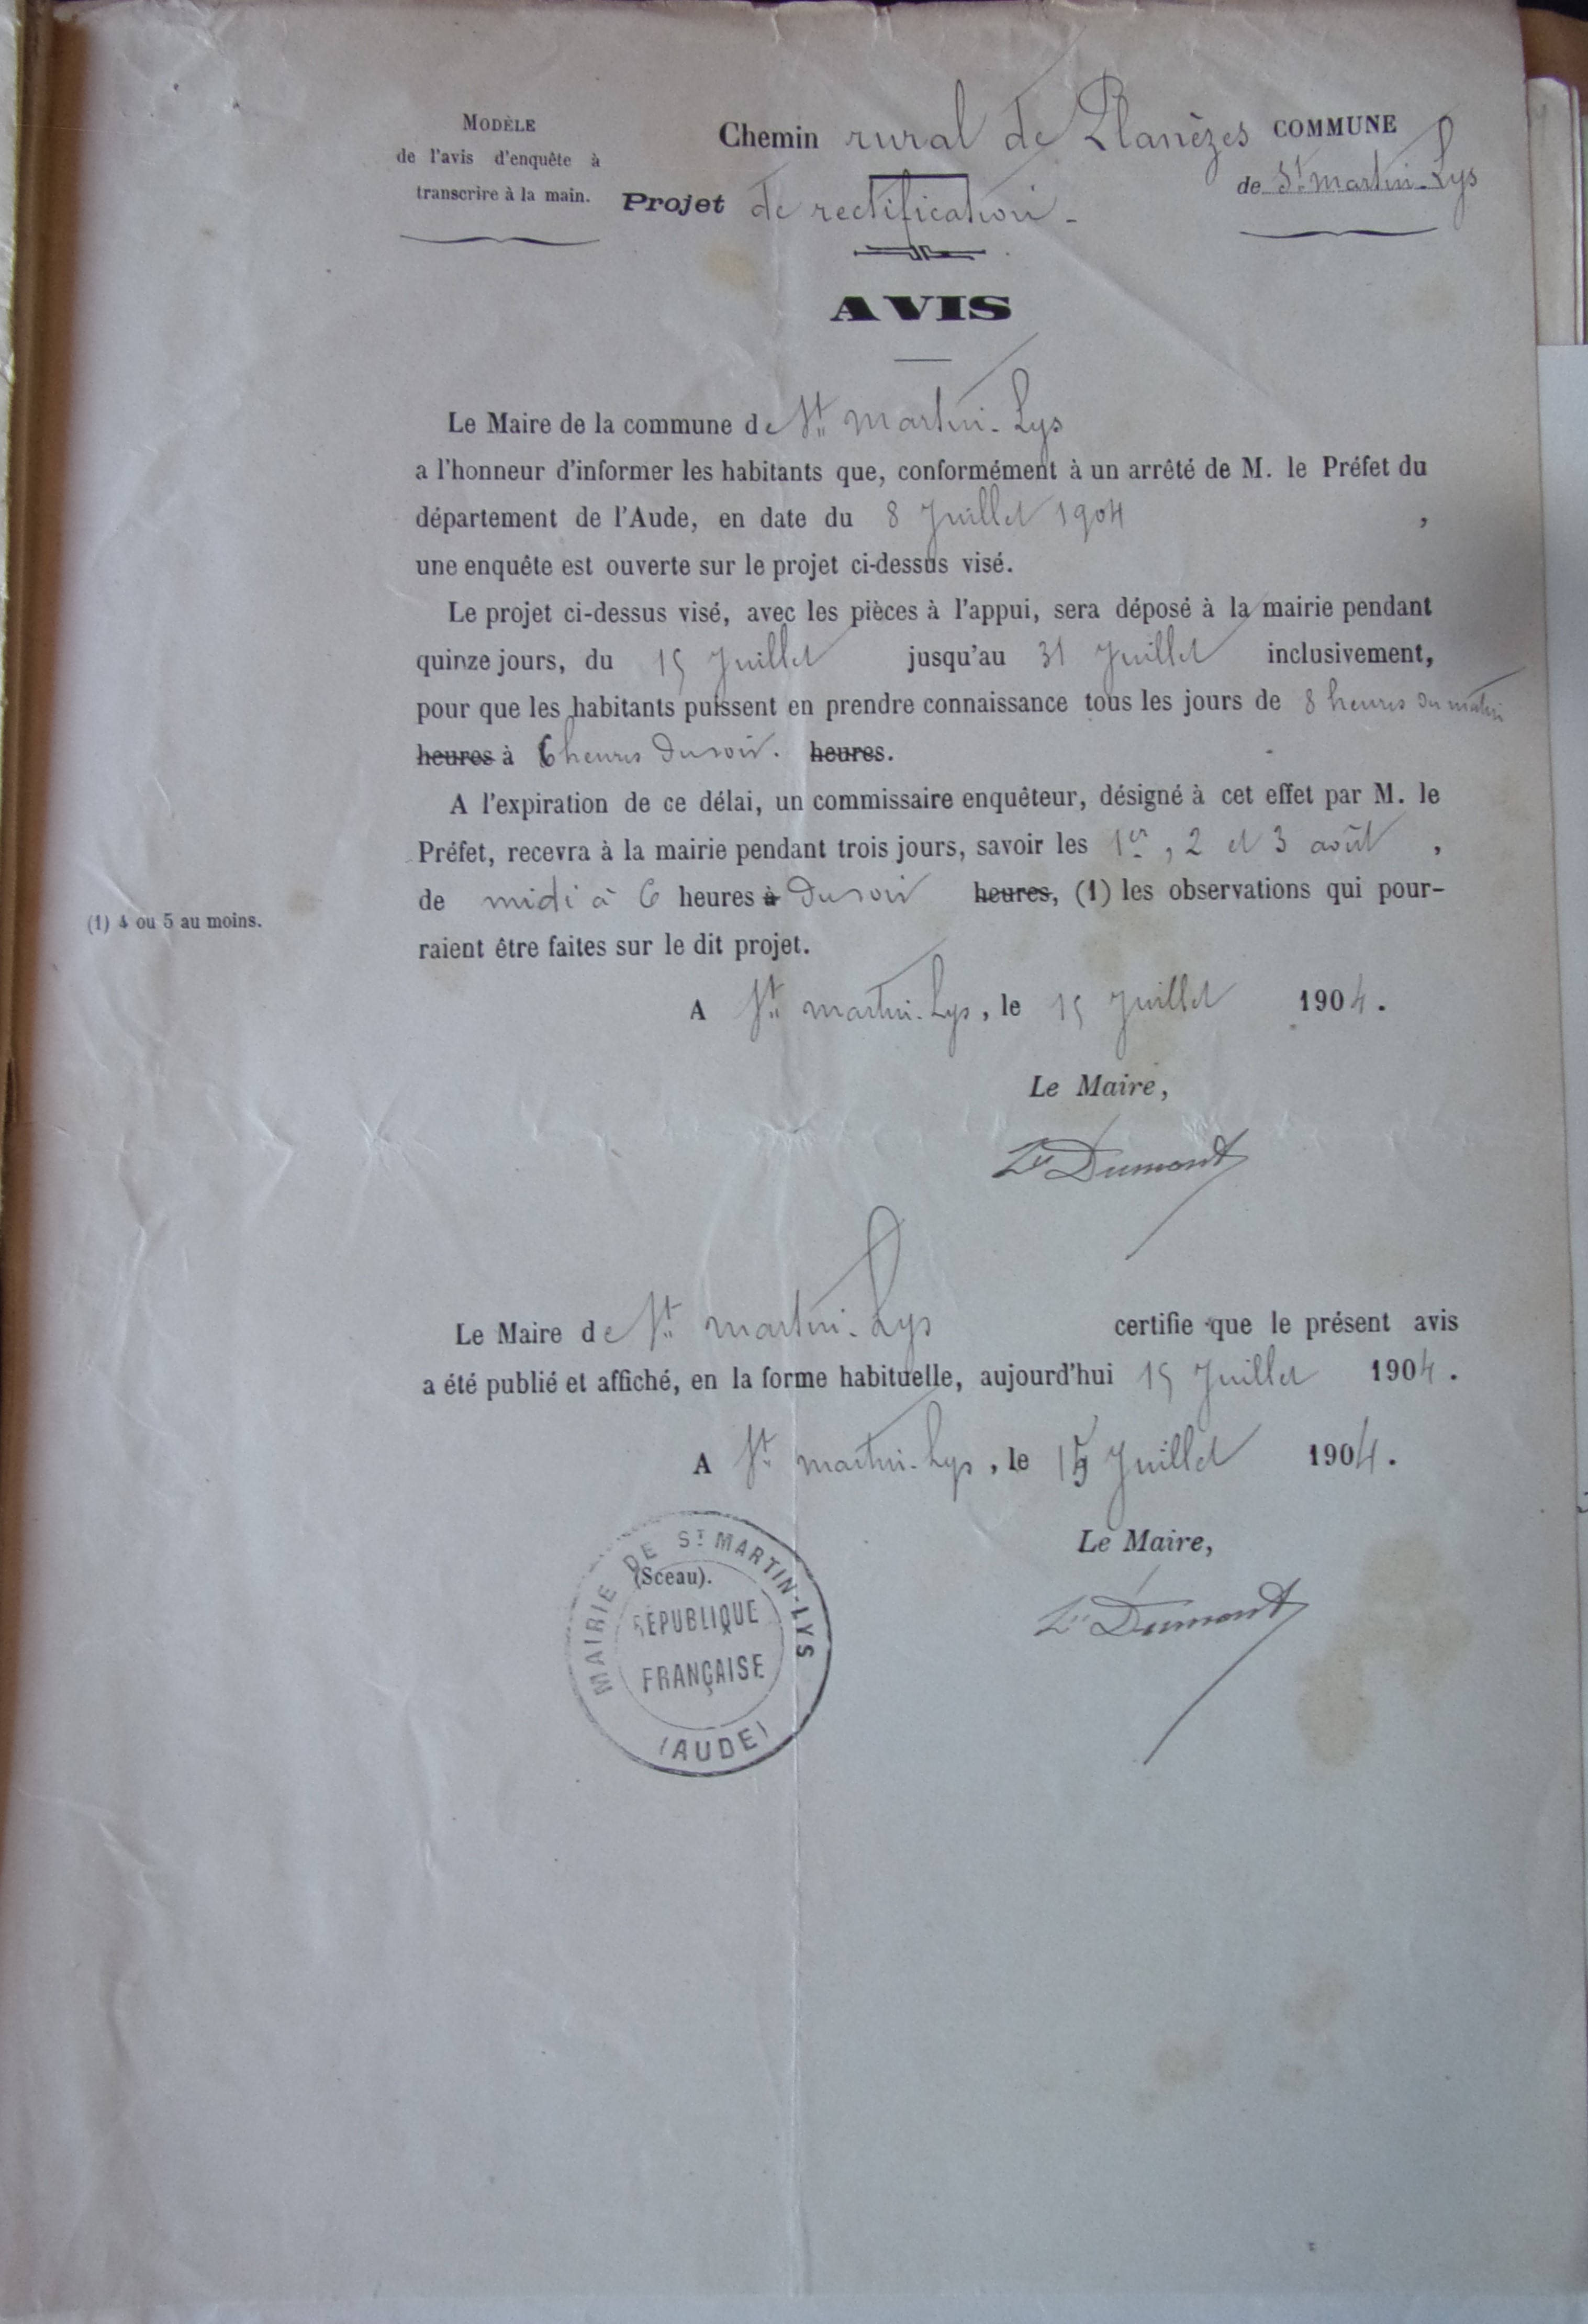 MODÈLE
de l'avis d'enquête à
transcrire à la main.
Chemin rural de Planèzes
Projet de rectification -
COMMUNE
de St. Martin-Lys
AVIS
Le Maire de la commune de St. Martin-Lys
a l'honneur d'informer les habitants que, conformément à un arrêté de M. le Préfet du
département de l'Aude, en date du 8 Juillet 1904 ,
une enquête est ouverte sur le projet ci-dessus visé.
Le projet ci-dessus visé, avec les pièces à l'appui, sera déposé à la mairie pendant
quinze jours, du 15 Juillet jusqu'au 31 Juillet inclusivement,
pour que les habitants puissent en prendre connaissance tous les jours de 8 heures du matin
heures à 6 heures du soir. heures.
A l'expiration de ce délai, un commissaire enquêteur, désigné à cet effet par M. le
Préfet, recevra à la mairie pendant trois jours, savoir les 1er, 2 et 3 août ,
de midi à 6 heures à du soir heures, (1) les observations qui pour-
(1) 4 ou 5 au moins.
raient être faites sur le dit projet.
A St. Martin-Lys, le 15 Juillet 1904.
Le Maire,
Dumont
Le Maire de St. Martin-Lys certifie que le présent avis
a été publié et affiché, en la forme habituelle, aujourd'hui 15 Juillet 1904.
A St. Martin-Lys, le 15 Juillet 1904.
Le Maire,
Dumont
MAIRIE DE ST MARTIN-LYS
(Sceau).
RÉPUBLIQUE
FRANÇAISE
(AUDE)